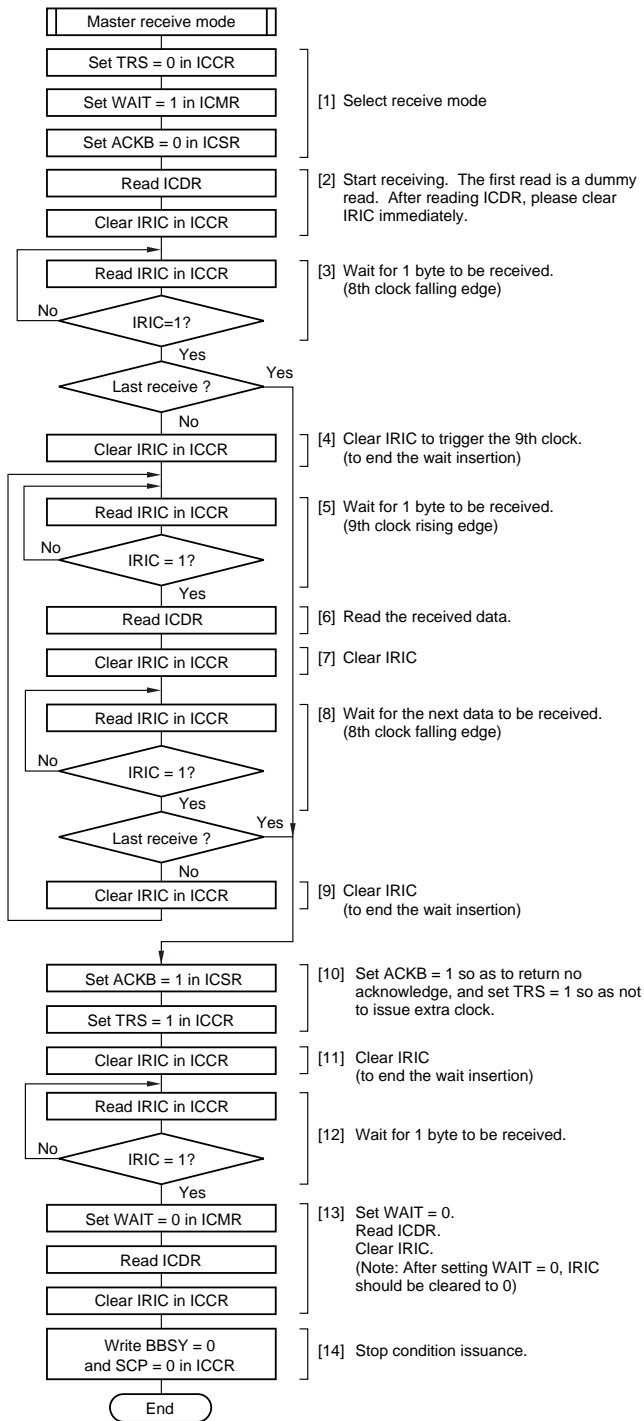 Master receive mode
Set TRS = 0 in ICCR
Set WAIT = 1 in ICMR
[1] Select receive mode
Set ACKB = 0 in ICSR
Read ICDR
[2] Start receiving. The first read is a dummy
read. After reading ICDR, please clear
IRIC immediately.
Clear IRIC in ICCR
Read IRIC in ICCR
[3] Wait for 1 byte to be received.
(8th clock falling edge)
No
IRIC=1?
Yes
Last receive ?
Yes
No
Clear IRIC in ICCR
[4] Clear IRIC to trigger the 9th clock.
(to end the wait insertion)
Read IRIC in ICCR
[5] Wait for 1 byte to be received.
(9th clock rising edge)
No
IRIC = 1?
Yes
Read ICDR
[6] Read the received data.
Clear IRIC in ICCR
[7] Clear IRIC
Read IRIC in ICCR
[8] Wait for the next data to be received.
(8th clock falling edge)
No
IRIC = 1?
Yes
Last receive ?
Yes
No
Clear IRIC in ICCR
[9] Clear IRIC
(to end the wait insertion)
Set ACKB = 1 in ICSR
[10] Set ACKB = 1 so as to return no
acknowledge, and set TRS = 1 so as not
to issue extra clock.
Set TRS = 1 in ICCR
Clear IRIC in ICCR
[11] Clear IRIC
(to end the wait insertion)
Read IRIC in ICCR
[12] Wait for 1 byte to be received.
No
IRIC = 1?
Yes
Set WAIT = 0 in ICMR
[13] Set WAIT = 0.
Read ICDR.
Clear IRIC.
(Note: After setting WAIT = 0, IRIC
should be cleared to 0)
Read ICDR
Clear IRIC in ICCR
Write BBSY = 0
and SCP = 0 in ICCR
[14] Stop condition issuance.
End